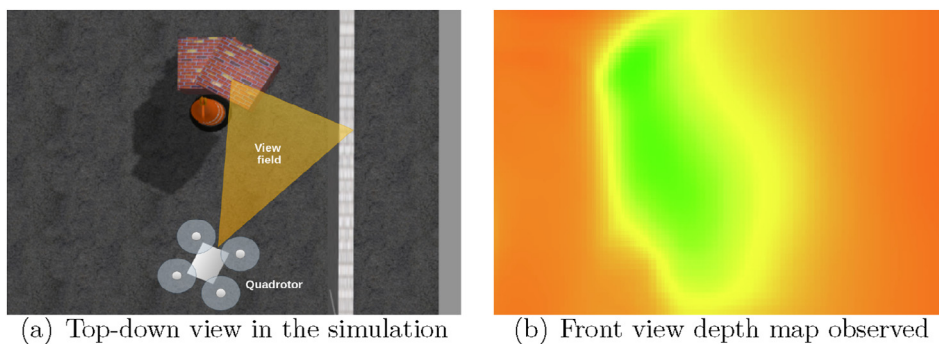 View
field
Quadrotor
(a) Top-down view in the simulation
(b) Front view depth map observed